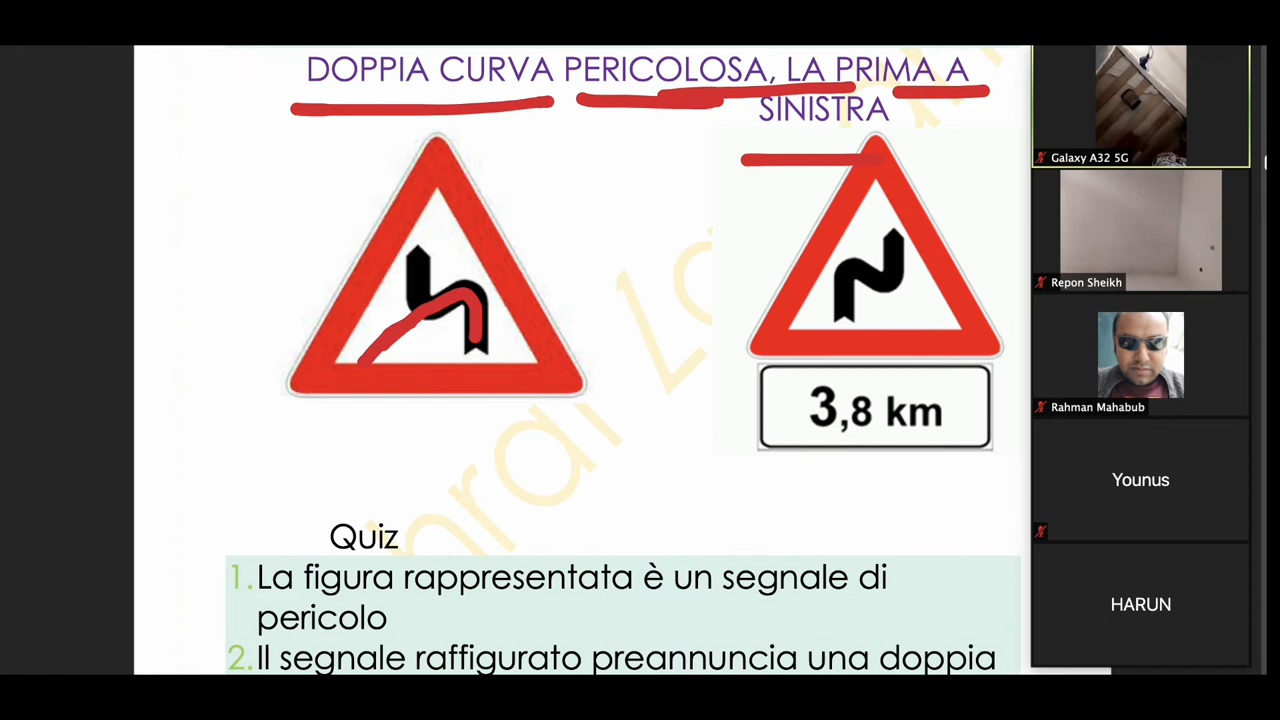 DOPPIA CURVA PERICOLOSA, LA PRIMA A
SINISTRA
3,8 km
Quiz
1. La figura rappresentata è un segnale di
pericolo
2. Il segnale raffigurato preannuncia una doppia
Galaxy A32 5G
Repon Sheikh
Rahman Mahabub
Younus
HARUN